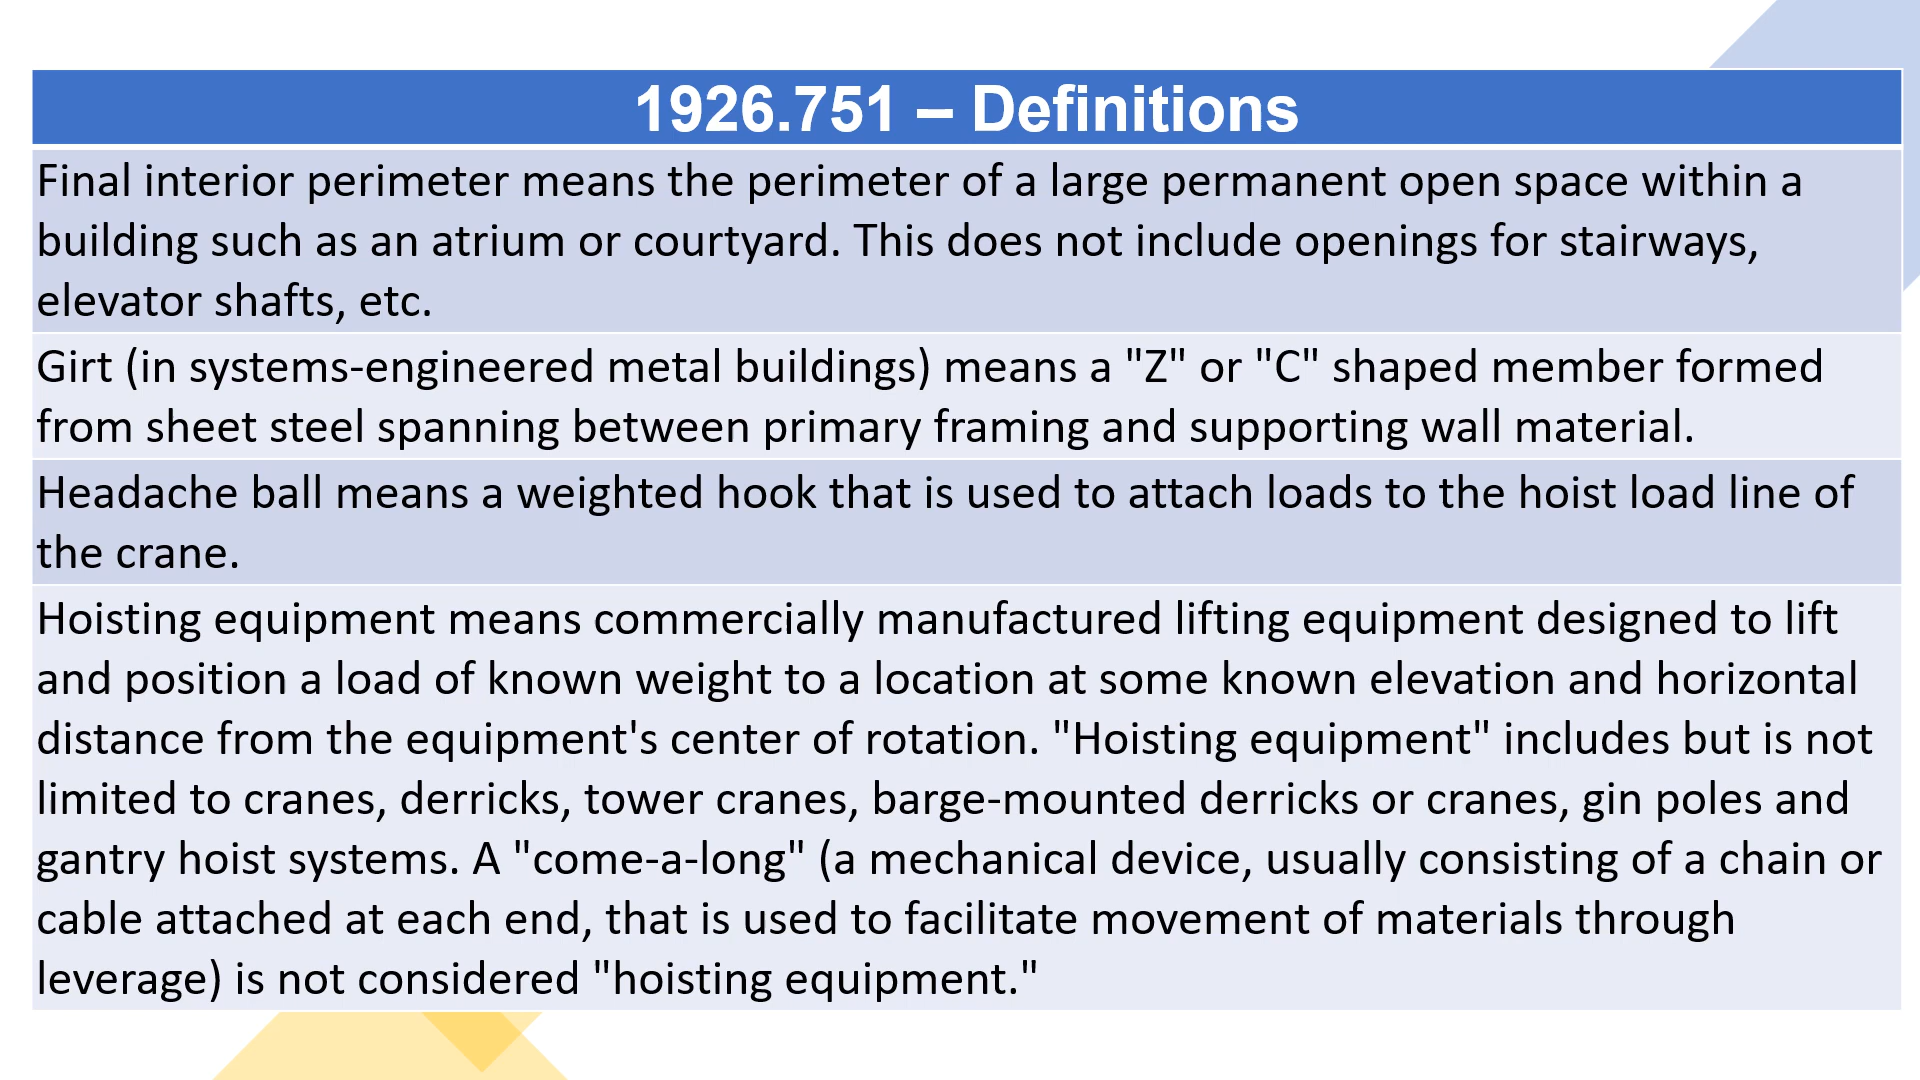 1926.751 – Definitions
Final interior perimeter means the perimeter of a large permanent open space within a
building such as an atrium or courtyard. This does not include openings for stairways,
elevator shafts, etc.
Girt (in systems-engineered metal buildings) means a "Z" or "C" shaped member formed
from sheet steel spanning between primary framing and supporting wall material.
Headache ball means a weighted hook that is used to attach loads to the hoist load line of
the crane.
Hoisting equipment means commercially manufactured lifting equipment designed to lift
and position a load of known weight to a location at some known elevation and horizontal
distance from the equipment's center of rotation. "Hoisting equipment" includes but is not
limited to cranes, derricks, tower cranes, barge-mounted derricks or cranes, gin poles and
gantry hoist systems. A "come-a-long" (a mechanical device, usually consisting of a chain or
cable attached at each end, that is used to facilitate movement of materials through
leverage) is not considered "hoisting equipment."